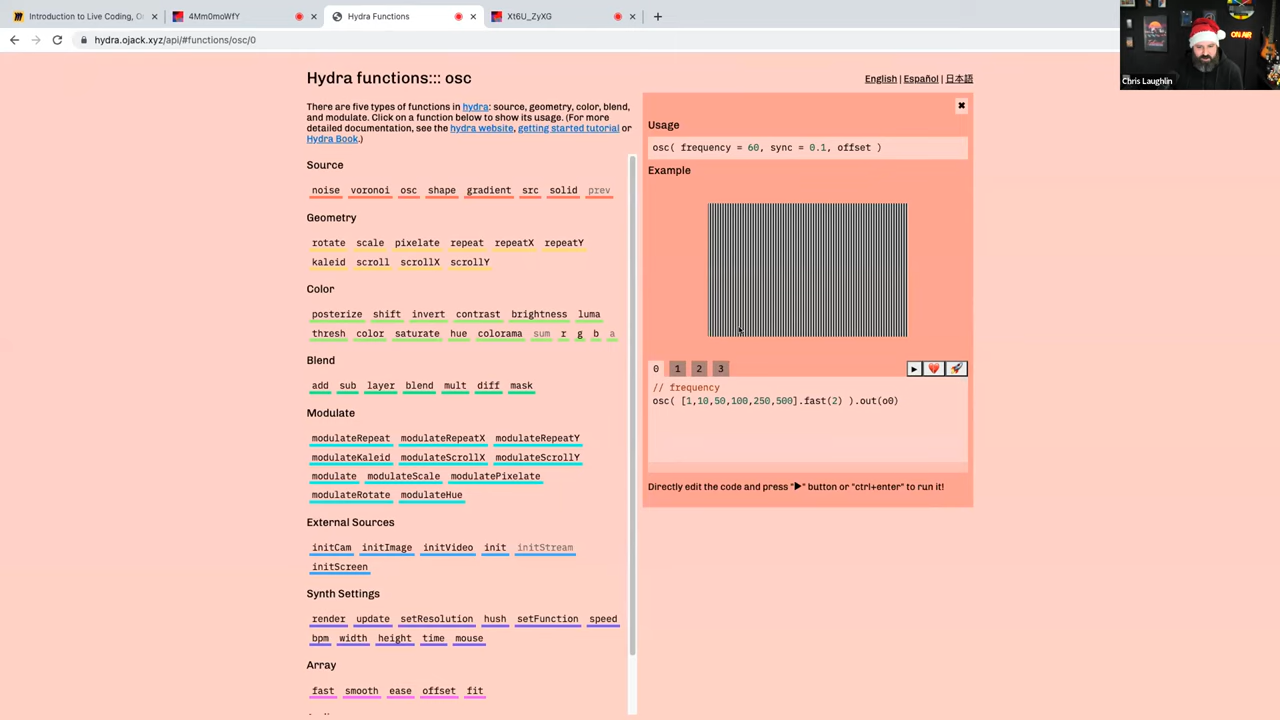 Introduction to Live Coding, O
4Mm0moWfY
Hydra Functions
Xt6U_ZyXG
hydra.ojack.xyz/api/#functions/osc/0
ON AIR
Chris Laughlin
Hydra functions::: osc
English | Español | 日本語
There are five types of functions in hydra: source, geometry, color, blend,
and modulate. Click on a function below to show its usage. (For more
detailed documentation, see the hydra website, getting started tutorial or
Hydra Book.)
Source
noise voronoi osc shape gradient src solid prev
Geometry
rotate scale pixelate repeat repeatX repeatY
kaleid scroll scrollX scrollY
Color
posterize shift invert contrast brightness luma
thresh color saturate hue colorama sum r g b a
Blend
add sub layer blend mult diff mask
Modulate
modulateRepeat modulateRepeatX modulateRepeatY
modulateKaleid modulateScrollX modulateScrollY
modulate modulateScale modulatePixelate
modulateRotate modulateHue
External Sources
initCam initImage initVideo init initStream
initScreen
Synth Settings
render update setResolution hush setFunction speed
bpm width height time mouse
Array
fast smooth ease offset fit
Usage
osc( frequency = 60, sync = 0.1, offset )
Example
0 1 2 3
// frequency
osc( [1,10,50,100,250,500].fast(2) ).out(o0)
Directly edit the code and press "▶" button or "ctrl+enter" to run it!